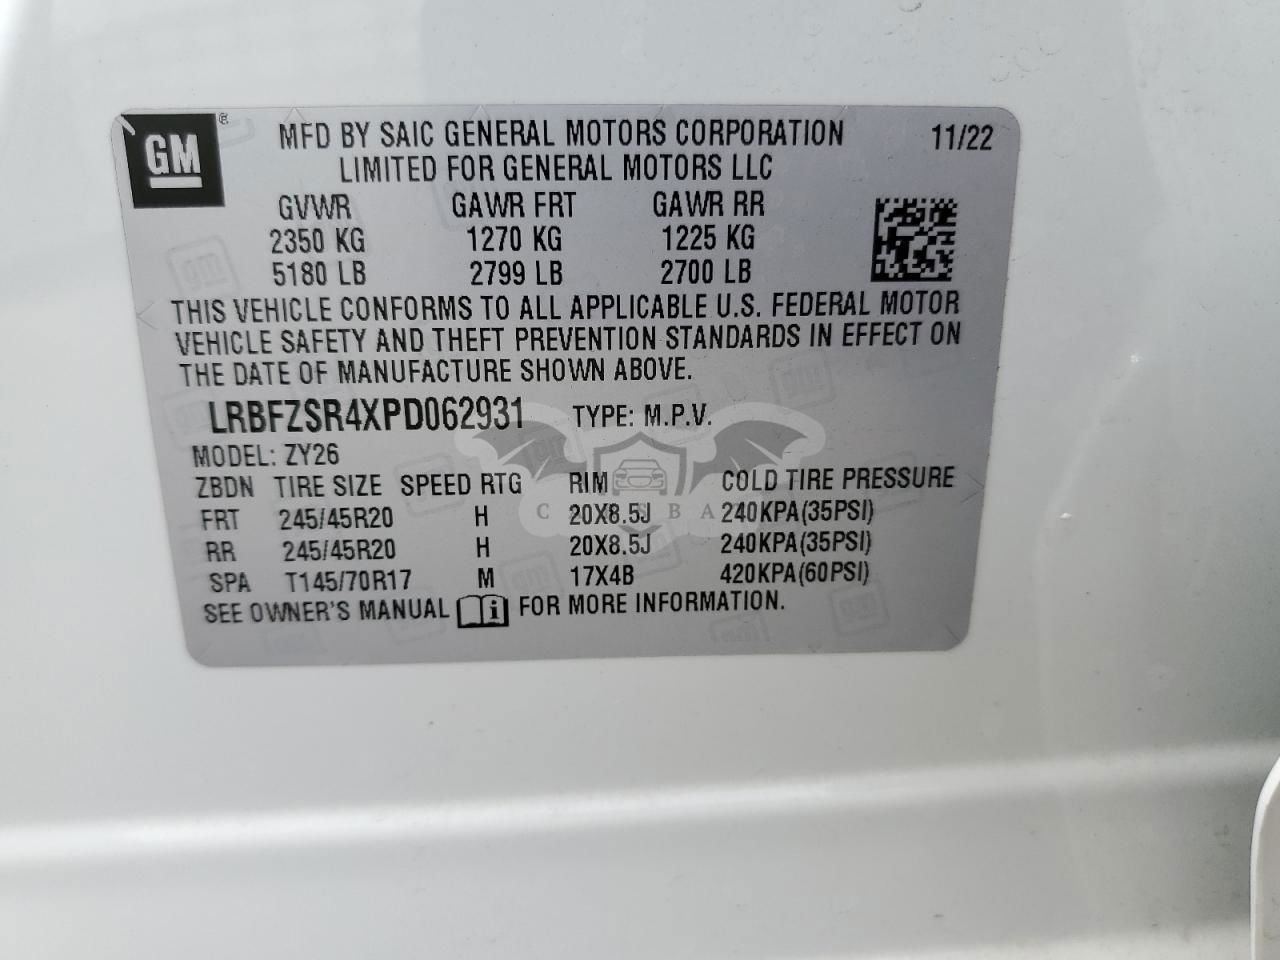 GM ® MFD BY SAIC GENERAL MOTORS CORPORATION 11/22
LIMITED FOR GENERAL MOTORS LLC
GVWR GAWR FRT GAWR RR
2350 KG 1270 KG 1225 KG
5180 LB 2799 LB 2700 LB
THIS VEHICLE CONFORMS TO ALL APPLICABLE U.S. FEDERAL MOTOR
VEHICLE SAFETY AND THEFT PREVENTION STANDARDS IN EFFECT ON
THE DATE OF MANUFACTURE SHOWN ABOVE.
LRBFZSR4XPD062931 TYPE: M.P.V.
MODEL: ZY26
ZBDN TIRE SIZE SPEED RTG RIM COLD TIRE PRESSURE
FRT 245/45R20 H 20X8.5J 240KPA(35PSI)
RR 245/45R20 H 20X8.5J 240KPA(35PSI)
SPA T145/70R17 M 17X4B 420KPA(60PSI)
SEE OWNER'S MANUAL i FOR MORE INFORMATION.